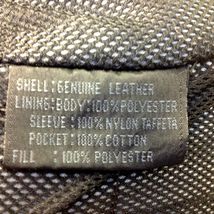 SHELL:GENUINE LEATHER
LINING:BODY:100%POLYESTER
SLEEVE:100%NYLON TAFFETA
POCKET:100%COTTON
FILL :100%POLYESTER